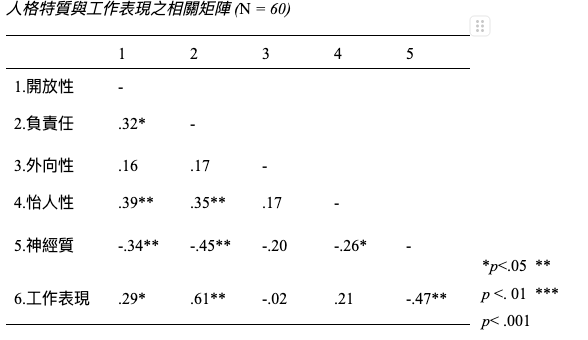 人格特質與工作表現之相關矩陣 (N = 60)
1 2 3 4 5
1.開放性 -
2.負責任 .32* -
3.外向性 .16 .17 -
4.怡人性 .39** .35** .17 -
5.神經質 -.34** -.45** -.20 -.26* -
6.工作表現 .29* .61** -.02 .21 -.47**
*p<.05 **
p <. 01 ***
p< .001